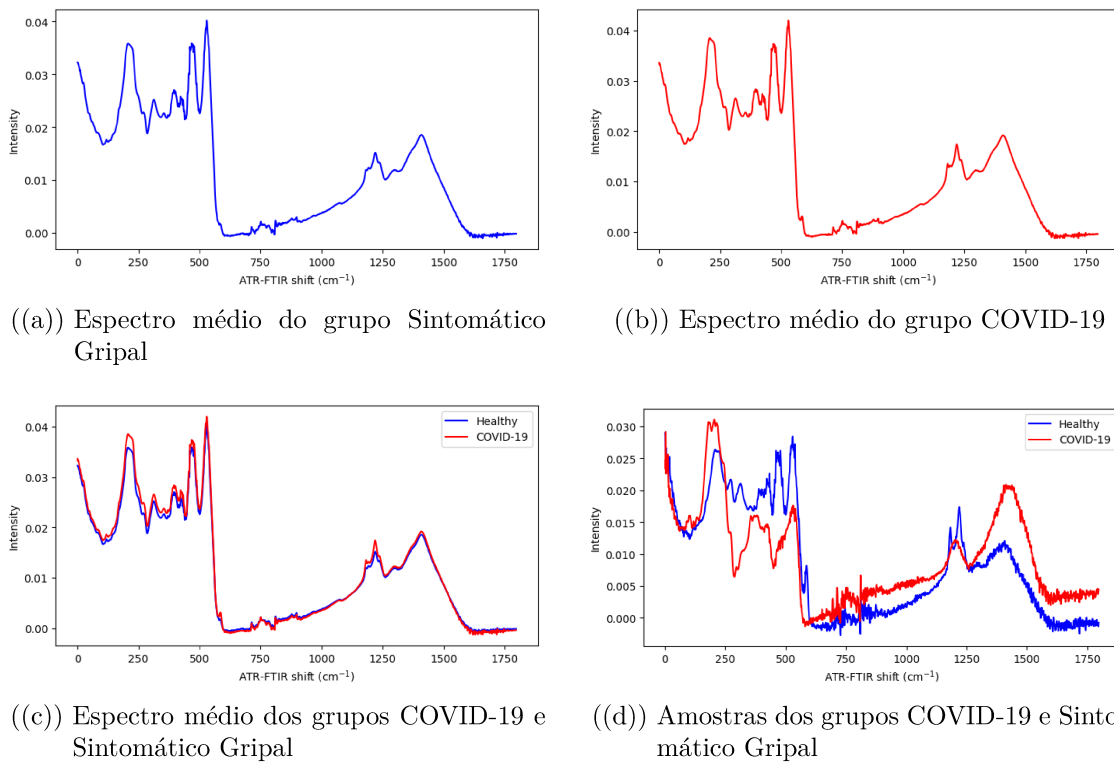 0.04
0.03
0.02
0.01
0.00
Intensity
0 250 500 750 1000 1250 1500 1750
ATR-FTIR shift (cm⁻¹)
((a)) Espectro médio do grupo Sintomático
Gripal
0.04
0.03
0.02
0.01
0.00
Intensity
0 250 500 750 1000 1250 1500 1750
ATR-FTIR shift (cm⁻¹)
((b)) Espectro médio do grupo COVID-19
Healthy
COVID-19
0.04
0.03
0.02
0.01
0.00
Intensity
0 250 500 750 1000 1250 1500 1750
ATR-FTIR shift (cm⁻¹)
((c)) Espectro médio dos grupos COVID-19 e
Sintomático Gripal
Healthy
COVID-19
0.030
0.025
0.020
0.015
0.010
0.005
0.000
Intensity
0 250 500 750 1000 1250 1500 1750
ATR-FTIR shift (cm⁻¹)
((d)) Amostras dos grupos COVID-19 e Sinto
mático Gripal